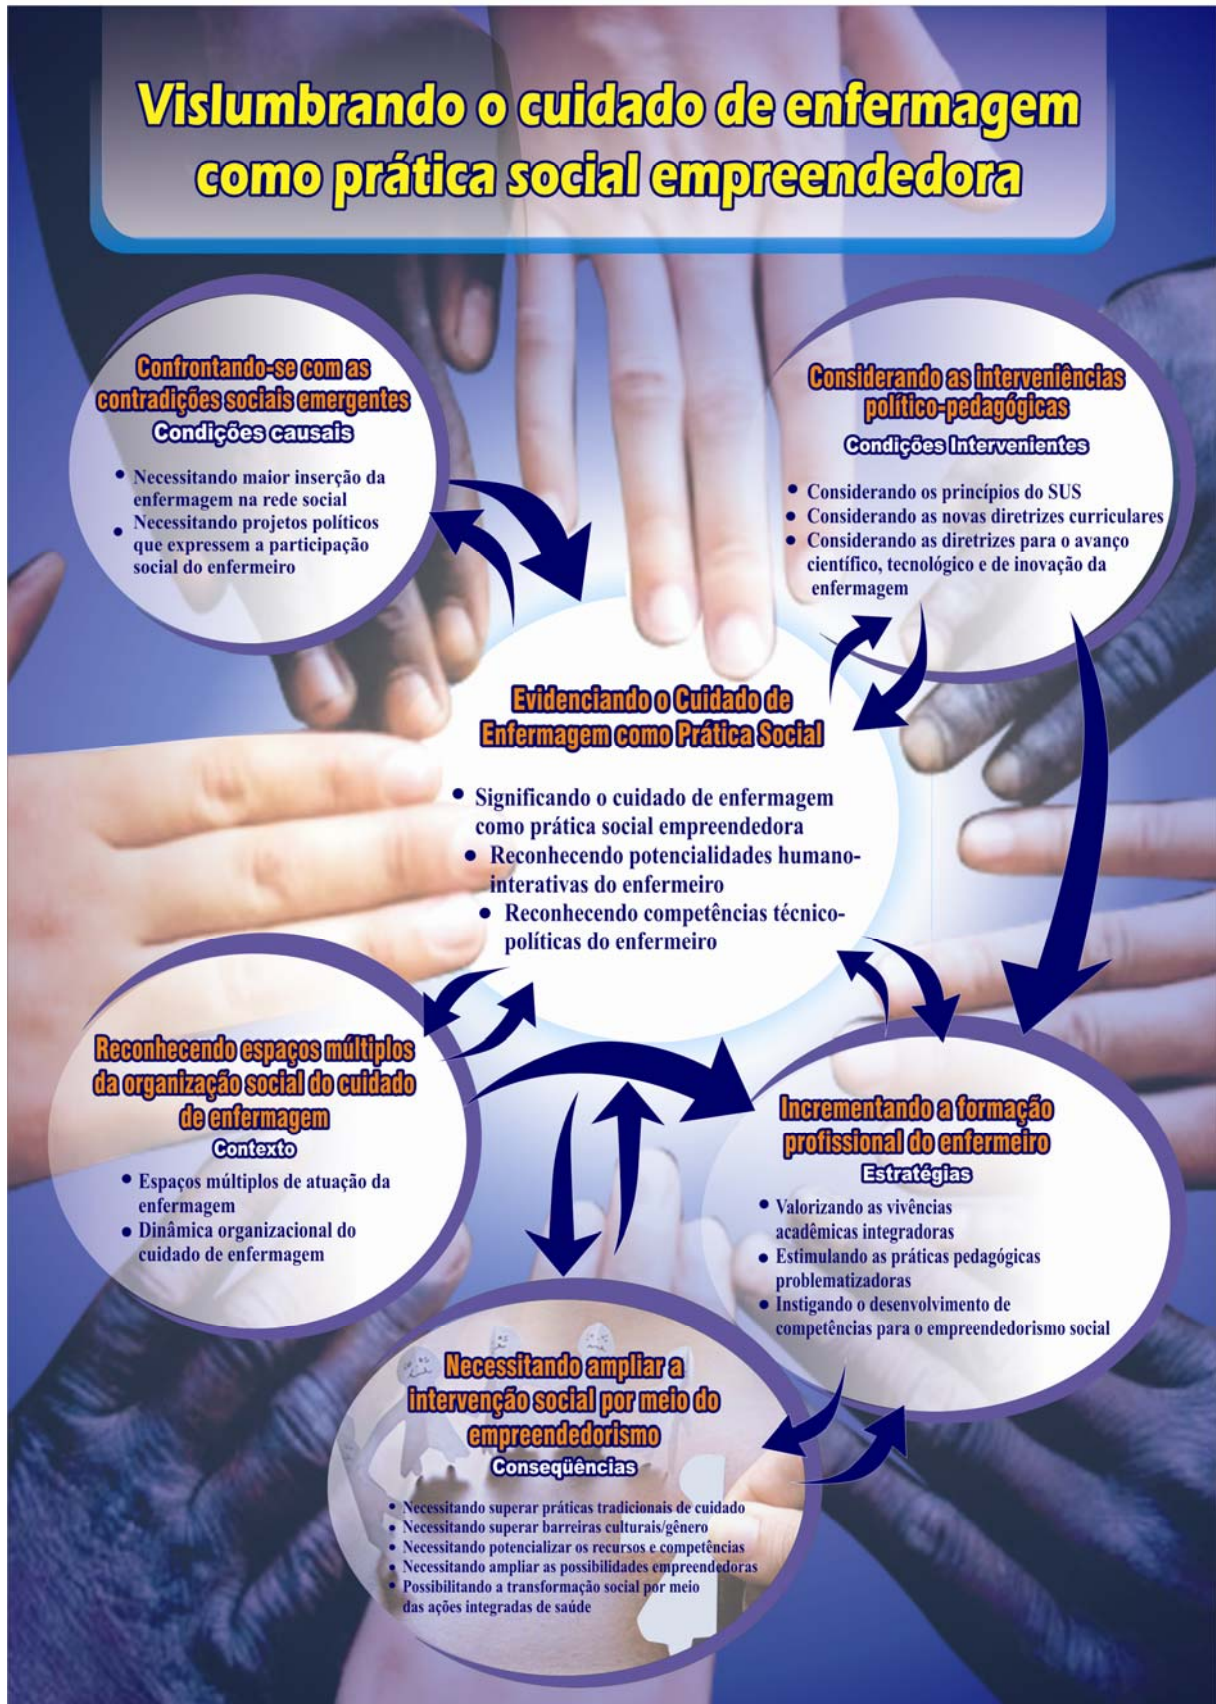 Vislumbrando o cuidado de enfermagem
como prática social empreendedora
Confrontando-se com as
contradições sociais emergentes
Condições causais
• Necessitando maior inserção da
enfermagem na rede social
• Necessitando projetos políticos
que expressem a participação
social do enfermeiro
Considerando as interveniências
político-pedagógicas
Condições Intervenientes
• Considerando os princípios do SUS
• Considerando as novas diretrizes curriculares
• Considerando as diretrizes para o avanço
científico, tecnológico e de inovação da
enfermagem
Evidenciando o Cuidado de
Enfermagem como Prática Social
• Significando o cuidado de enfermagem
como prática social empreendedora
• Reconhecendo potencialidades humano-
interativas do enfermeiro
• Reconhecendo competências técnico-
políticas do enfermeiro
Reconhecendo espaços múltiplos
da organização social do cuidado
de enfermagem
Contexto
• Espaços múltiplos de atuação da
enfermagem
• Dinâmica organizacional do
cuidado de enfermagem
Incrementando a formação
profissional do enfermeiro
Estratégias
• Valorizando as vivências
acadêmicas integradoras
• Estimulando as práticas pedagógicas
problematizadoras
• Instigando o desenvolvimento de
competências para o empreendedorismo social
Necessitando ampliar a
intervenção social por meio do
empreendedorismo
Conseqüências
• Necessitando superar práticas tradicionais de cuidado
• Necessitando superar barreiras culturais/gênero
• Necessitando potencializar os recursos e competências
• Necessitando ampliar as possibilidades empreendedoras
• Possibilitando a transformação social por meio
das ações integradas de saúde